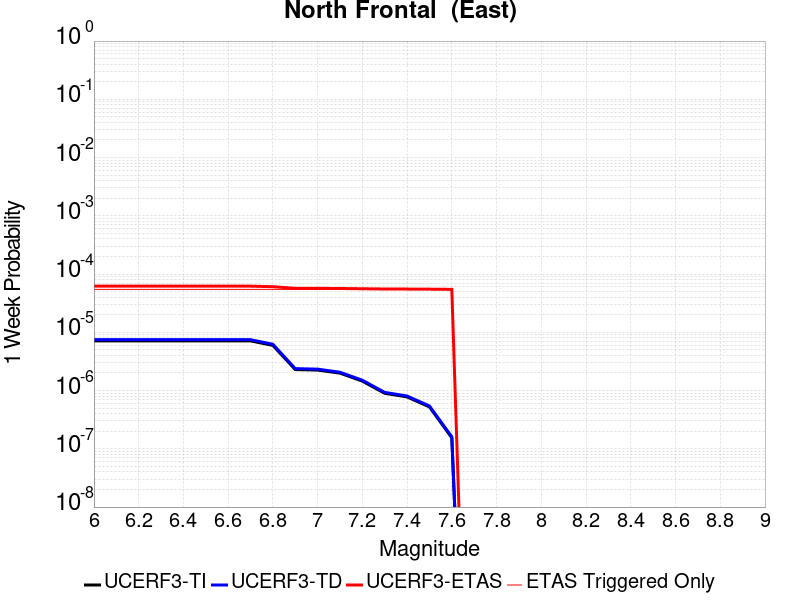 North Frontal  (East)
1 Week Probability
10^0
10^-1
10^-2
10^-3
10^-4
10^-5
10^-6
10^-7
10^-8
6 6.2 6.4 6.6 6.8 7 7.2 7.4 7.6 7.8 8 8.2 8.4 8.6 8.8 9
Magnitude
UCERF3-TI UCERF3-TD UCERF3-ETAS ETAS Triggered Only